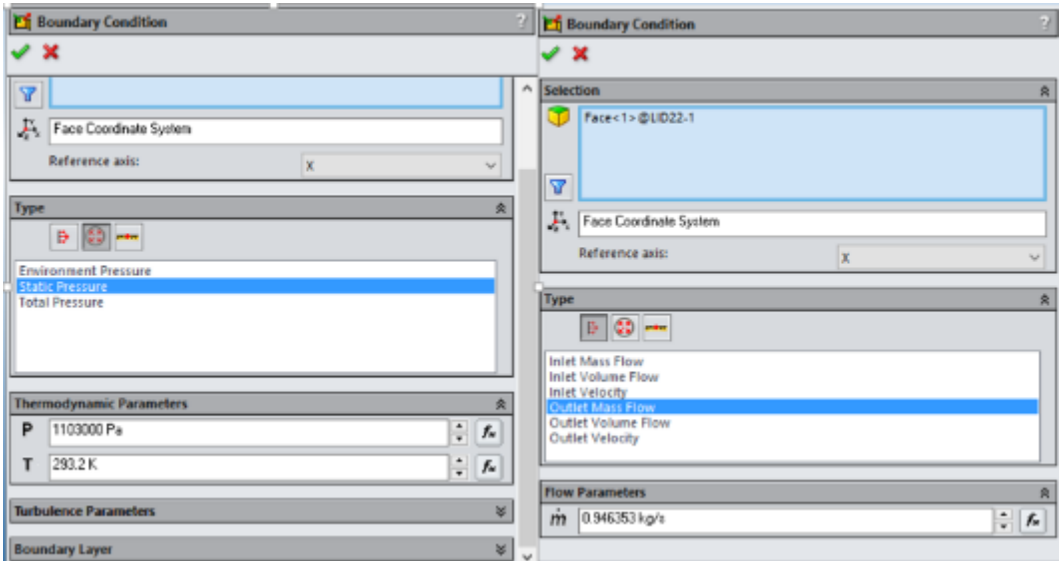 Boundary Condition ?
Face Coordinate System
Reference axis: X
Type
Environment Pressure
Static Pressure
Total Pressure
Thermodynamic Parameters
P 1103000 Pa
T 293.2 K
Turbulence Parameters
Boundary Layer
Boundary Condition ?
Selection
Face<1>@LID22-1
Face Coordinate System
Reference axis: X
Type
Inlet Mass Flow
Inlet Volume Flow
Inlet Velocity
Outlet Mass Flow
Outlet Volume Flow
Outlet Velocity
Flow Parameters
ṁ 0.946353 kg/s